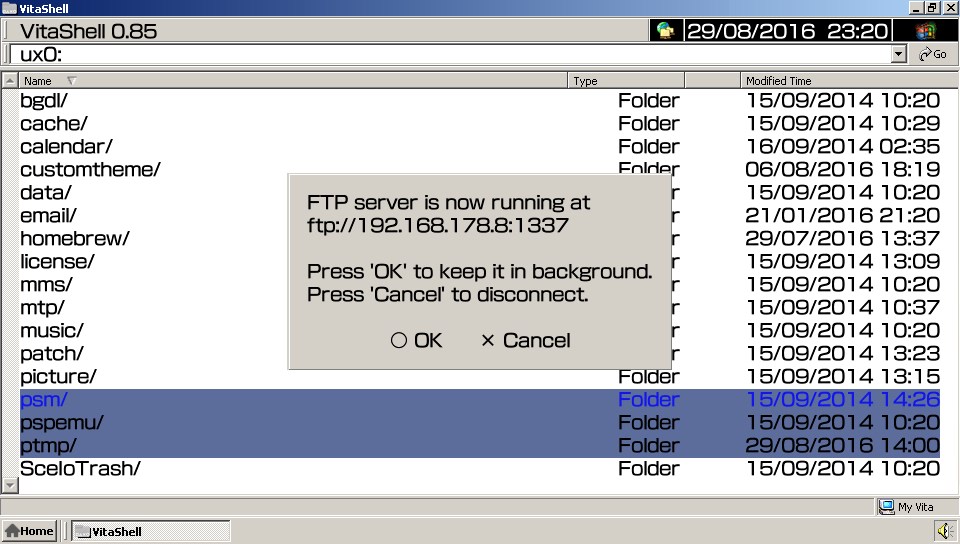 VitaShell
VitaShell 0.85
29/08/2016 23:20
ux0:
Go
Name Type Modified Time
bgdl/ Folder 15/09/2014 10:20
cache/ Folder 15/09/2014 10:29
calendar/ Folder 16/09/2014 02:35
customtheme/ Folder 06/08/2016 18:19
data/ r 15/09/2014 10:20
email/ r 21/01/2016 21:20
homebrew/ r 29/07/2016 13:37
license/ r 15/09/2014 13:09
mms/ r 15/09/2014 10:20
mtp/ r 15/09/2014 10:37
music/ r 15/09/2014 10:20
patch/ r 15/09/2014 13:23
picture/ Folder 15/09/2014 13:15
psm/ Folder 15/09/2014 14:26
pspemu/ Folder 15/09/2014 10:20
ptmp/ Folder 29/08/2016 14:00
SceIoTrash/ Folder 15/09/2014 10:20
FTP server is now running at
ftp://192.168.178.8:1337
Press 'OK' to keep it in background.
Press 'Cancel' to disconnect.
○ OK × Cancel
My Vita
Home VitaShell